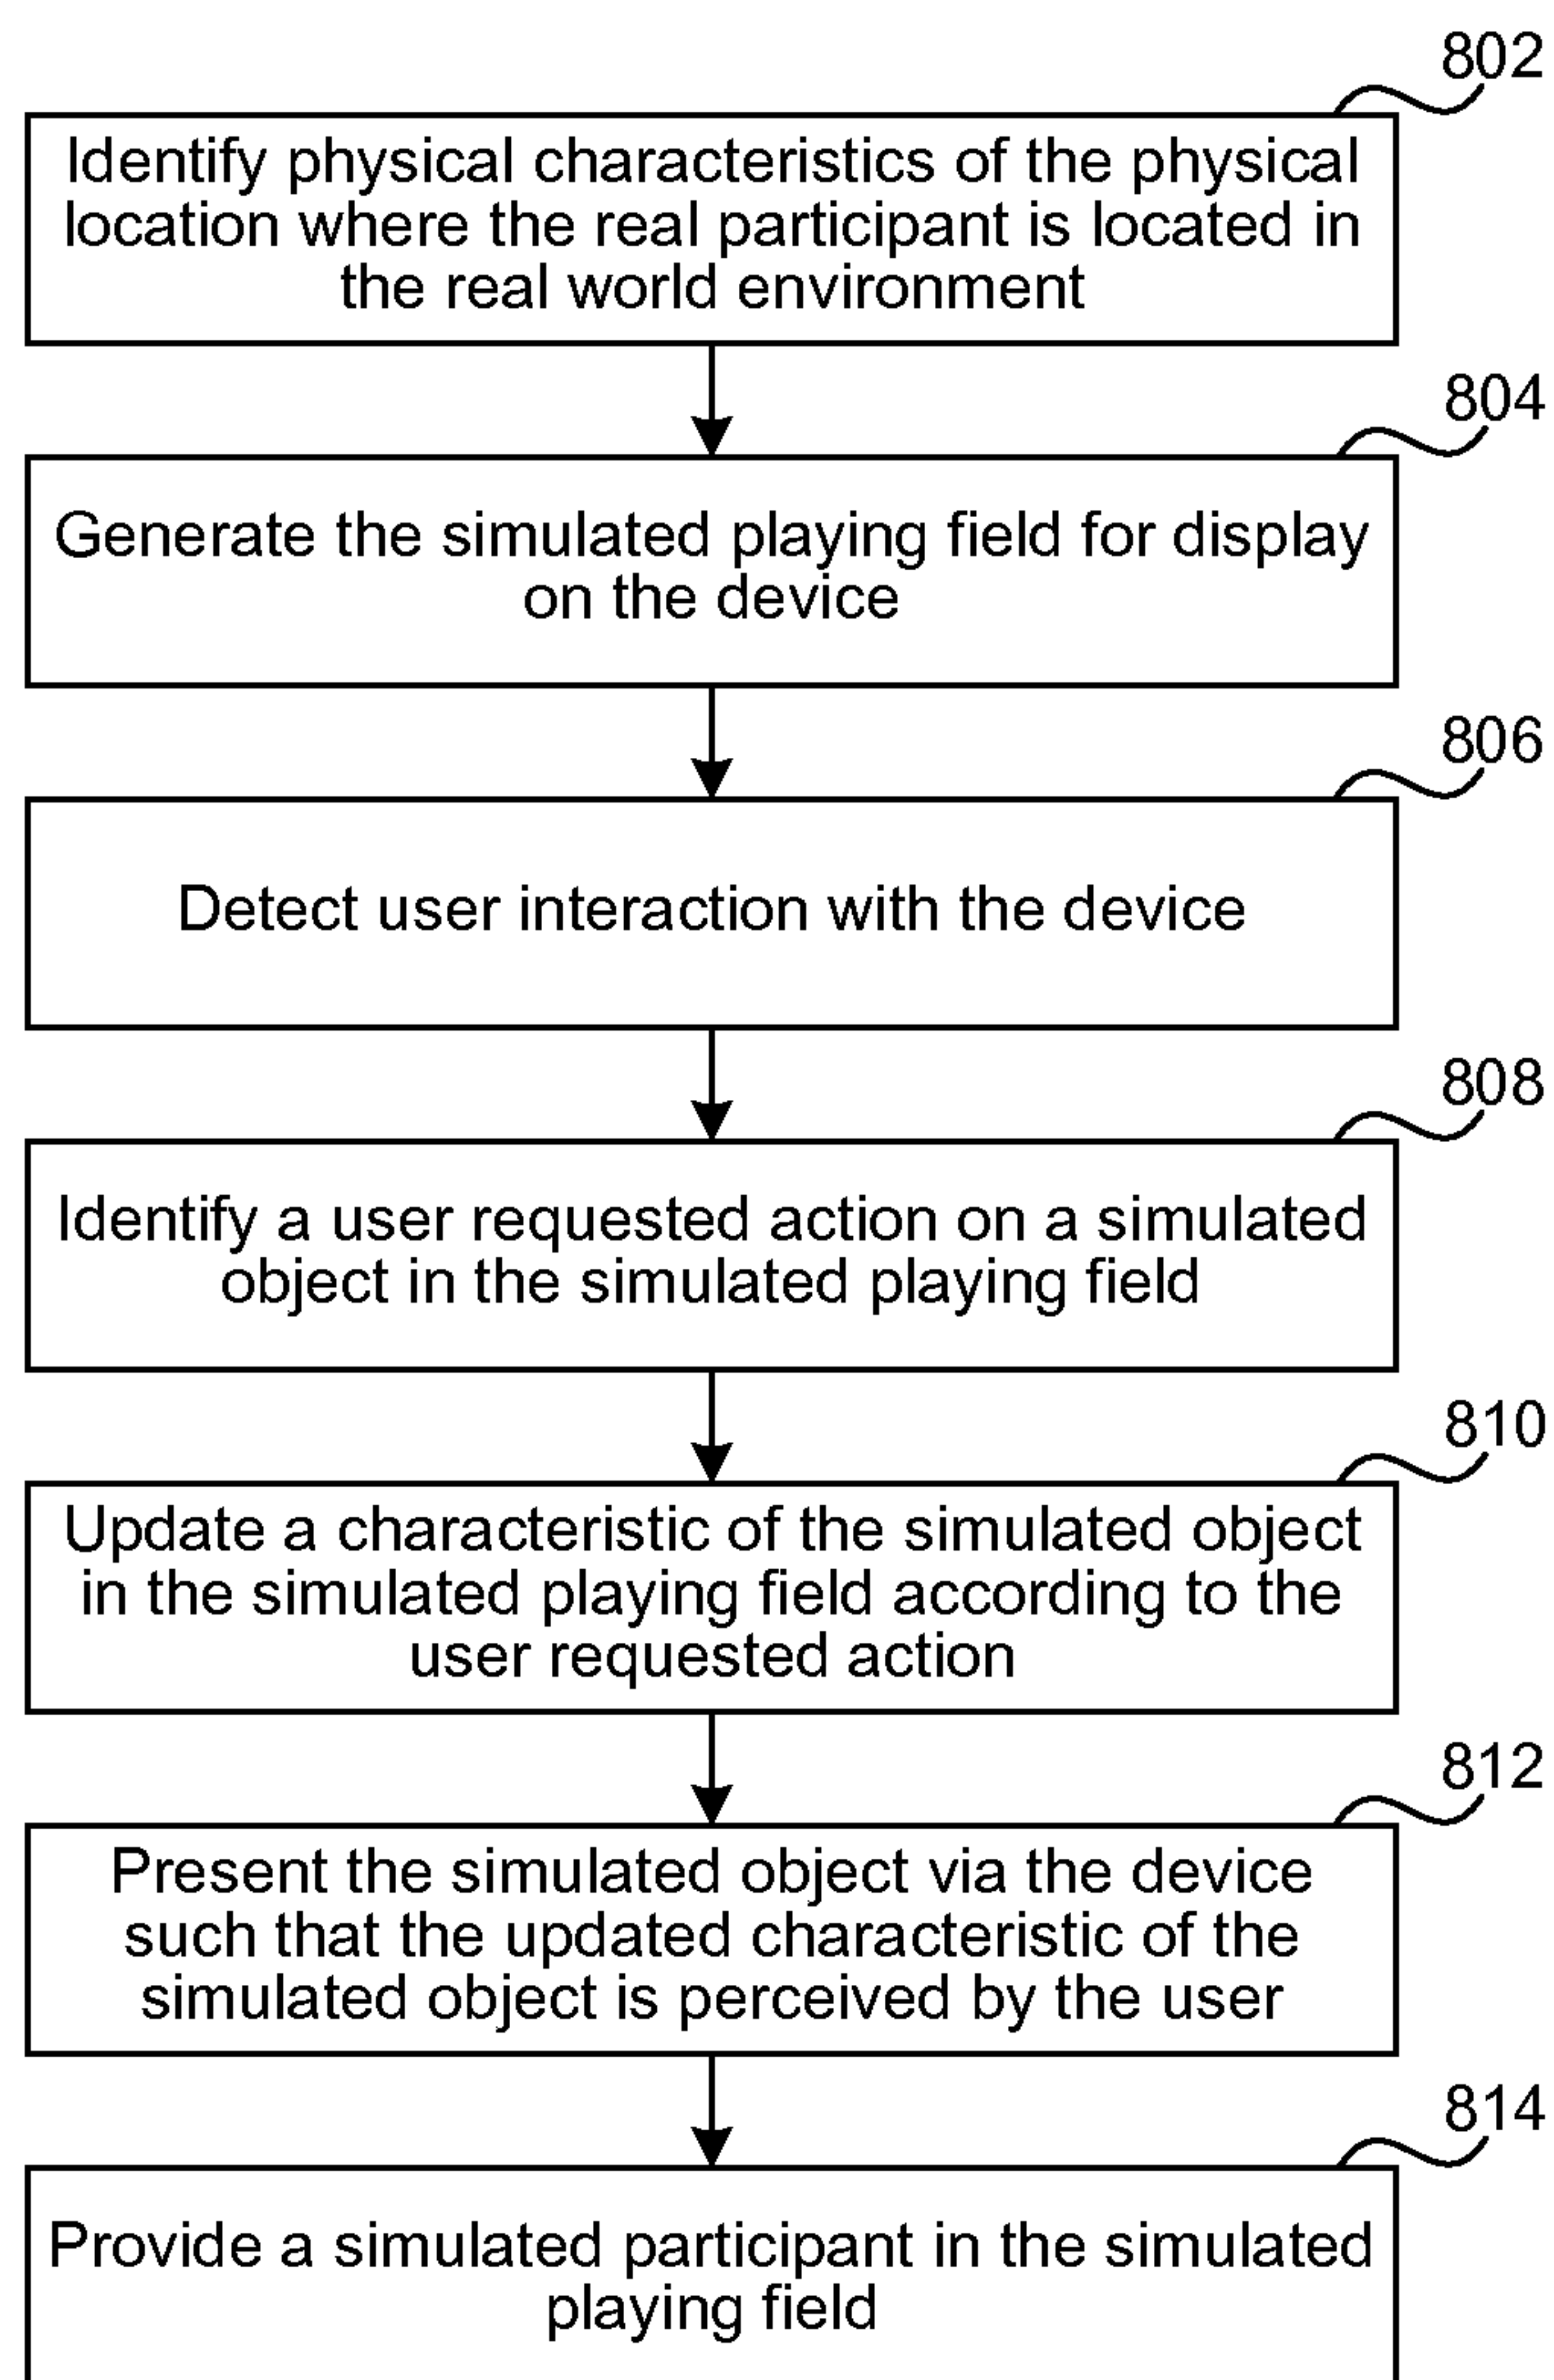 802
Identify physical characteristics of the physical
location where the real participant is located in
the real world environment
804
Generate the simulated playing field for display
on the device
806
Detect user interaction with the device
808
Identify a user requested action on a simulated
object in the simulated playing field
810
Update a characteristic of the simulated object
in the simulated playing field according to the
user requested action
812
Present the simulated object via the device
such that the updated characteristic of the
simulated object is perceived by the user
814
Provide a simulated participant in the simulated
playing field